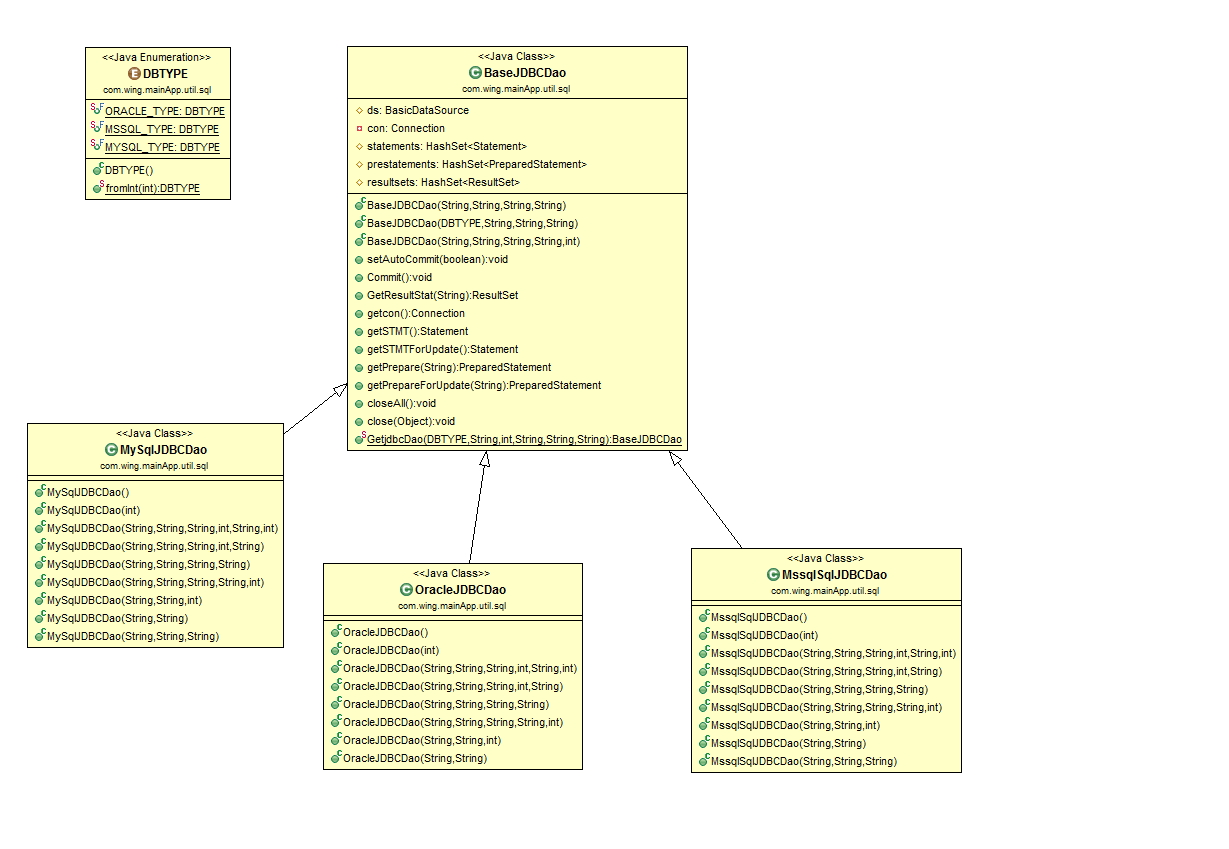 <<Java Enumeration>>
DBTYPE
com.wing.mainApp.util.sql
ORACLE_TYPE: DBTYPE
MSSQL_TYPE: DBTYPE
MYSQL_TYPE: DBTYPE
DBTYPE()
fromInt(int):DBTYPE
<<Java Class>>
BaseJDBCDao
com.wing.mainApp.util.sql
ds: BasicDataSource
con: Connection
statements: HashSet<Statement>
prestatements: HashSet<PreparedStatement>
resultsets: HashSet<ResultSet>
BaseJDBCDao(String,String,String,String)
BaseJDBCDao(DBTYPE,String,String,String)
BaseJDBCDao(String,String,String,String,int)
setAutoCommit(boolean):void
Commit():void
GetResultStat(String):ResultSet
getcon():Connection
getSTMT():Statement
getSTMTForUpdate():Statement
getPrepare(String):PreparedStatement
getPrepareForUpdate(String):PreparedStatement
closeAll():void
close(Object):void
GetjdbcDao(DBTYPE,String,int,String,String,String):BaseJDBCDao
<<Java Class>>
MySqlJDBCDao
com.wing.mainApp.util.sql
MySqlJDBCDao()
MySqlJDBCDao(int)
MySqlJDBCDao(String,String,String,int,String,int)
MySqlJDBCDao(String,String,String,int,String)
MySqlJDBCDao(String,String,String,String)
MySqlJDBCDao(String,String,String,String,int)
MySqlJDBCDao(String,String,int)
MySqlJDBCDao(String,String)
MySqlJDBCDao(String,String,String)
<<Java Class>>
OracleJDBCDao
com.wing.mainApp.util.sql
OracleJDBCDao()
OracleJDBCDao(int)
OracleJDBCDao(String,String,String,int,String,int)
OracleJDBCDao(String,String,String,int,String)
OracleJDBCDao(String,String,String,String)
OracleJDBCDao(String,String,String,String,int)
OracleJDBCDao(String,String,int)
OracleJDBCDao(String,String)
<<Java Class>>
MssqlSqlJDBCDao
com.wing.mainApp.util.sql
MssqlSqlJDBCDao()
MssqlSqlJDBCDao(int)
MssqlSqlJDBCDao(String,String,String,int,String,int)
MssqlSqlJDBCDao(String,String,String,int,String)
MssqlSqlJDBCDao(String,String,String,String)
MssqlSqlJDBCDao(String,String,String,String,int)
MssqlSqlJDBCDao(String,String,int)
MssqlSqlJDBCDao(String,String)
MssqlSqlJDBCDao(String,String,String)